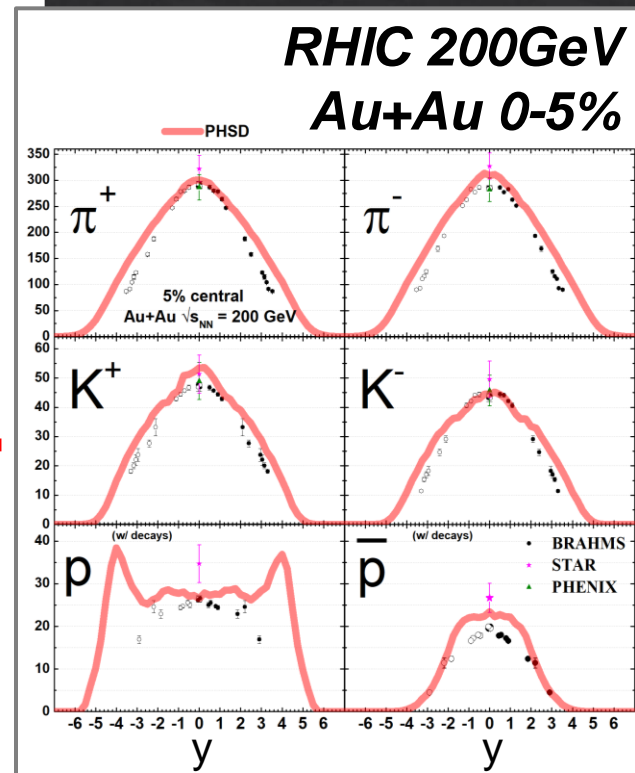 RHIC 200GeV
Au+Au 0-5%
PHSD
350
300
250
200
150
100
50
0
π+
5% central
Au+Au √sNN = 200 GeV
π-
60
50
40
30
20
10
0
K+
K-
40
30
20
10
0
p
(w/ decays)
p̅
(w/ decays)
BRAHMS
STAR
PHENIX
-6 -5 -4 -3 -2 -1 0 1 2 3 4 5 6
-6 -5 -4 -3 -2 -1 0 1 2 3 4 5 6
y
y